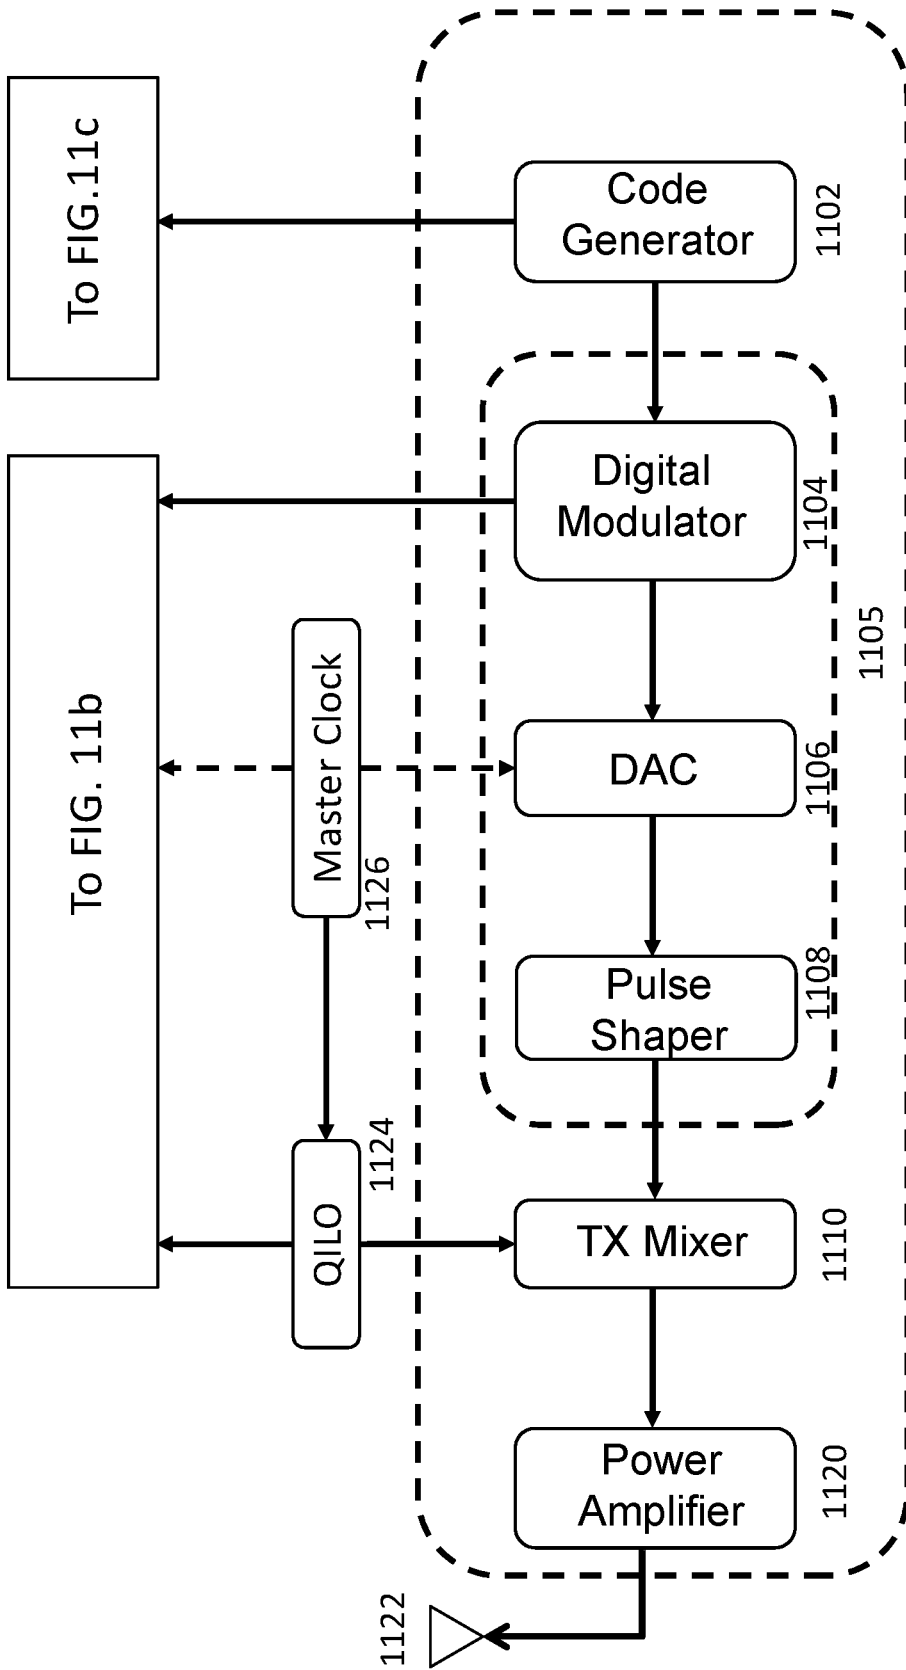 To FIG.11c
Code
Generator
1102
Digital
Modulator
1104
1105
To FIG. 11b
Master Clock
1126
DAC
1106
Pulse
Shaper
1108
QILO
1124
TX Mixer
1110
Power
Amplifier
1120
1122